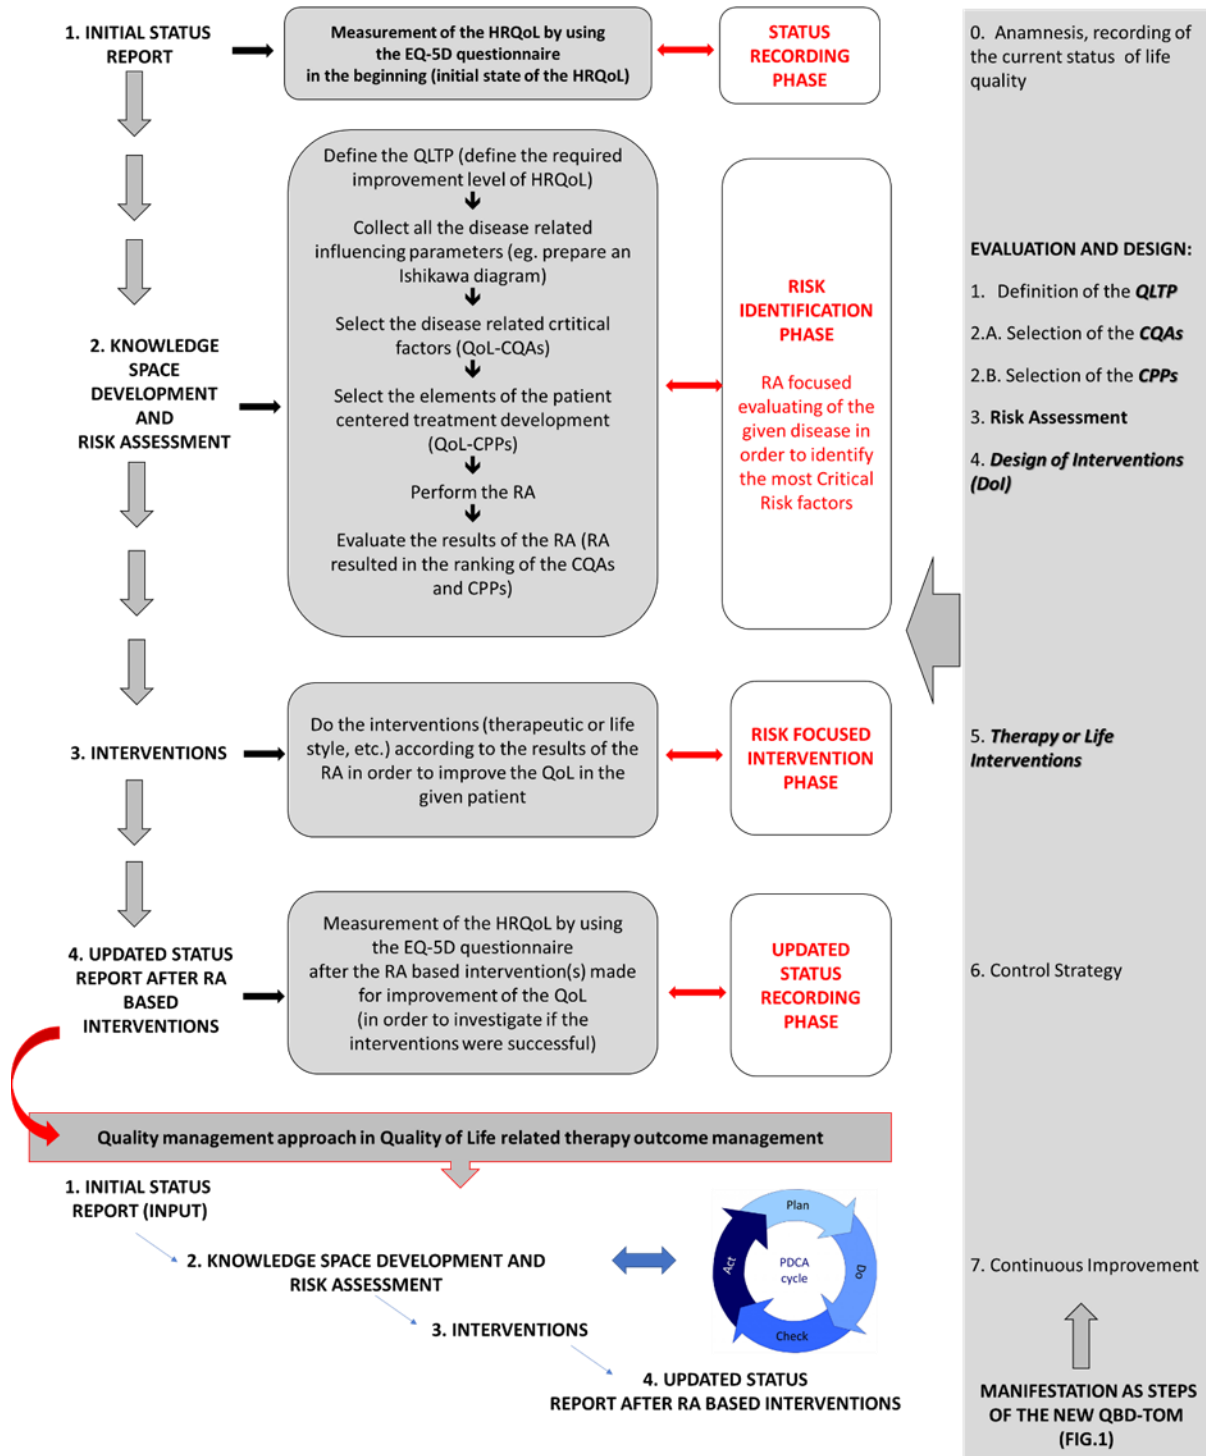 1. INITIAL STATUS
REPORT
Measurement of the HRQoL by using
the EQ-5D questionnaire
in the beginning (initial state of the HRQoL)
STATUS
RECORDING
PHASE
0. Anamnesis, recording of
the current status of life
quality
2. KNOWLEDGE
SPACE
DEVELOPMENT
AND
RISK ASSESSMENT
Define the QLTP (define the required
improvement level of HRQoL)
Collect all the disease related
influencing parameters (eg. prepare an
Ishikawa diagram)
Select the disease related crtitical
factors (QoL-CQAs)
Select the elements of the patient
centered treatment development
(QoL-CPPs)
Perform the RA
Evaluate the results of the RA (RA
resulted in the ranking of the CQAs
and CPPs)
RISK
IDENTIFICATION
PHASE
RA focused
evaluating of the
given disease in
order to identify
the most Critical
Risk factors
EVALUATION AND DESIGN:
1. Definition of the QLTP
2.A. Selection of the CQAs
2.B. Selection of the CPPs
3. Risk Assessment
4. Design of Interventions
(DoI)
3. INTERVENTIONS
Do the interventions (therapeutic or life
style, etc.) according to the results of the
RA in order to improve the QoL in the
given patient
RISK FOCUSED
INTERVENTION
PHASE
5. Therapy or Life
Interventions
4. UPDATED STATUS
REPORT AFTER RA
BASED
INTERVENTIONS
Measurement of the HRQoL by using
the EQ-5D questionnaire
after the RA based intervention(s) made
for improvement of the QoL
(in order to investigate if the
interventions were successful)
UPDATED
STATUS
RECORDING
PHASE
6. Control Strategy
Quality management approach in Quality of Life related therapy outcome management
1. INITIAL STATUS
REPORT (INPUT)
2. KNOWLEDGE SPACE DEVELOPMENT AND
RISK ASSESSMENT
3. INTERVENTIONS
4. UPDATED STATUS
REPORT AFTER RA BASED INTERVENTIONS
Plan
Do
Check
Act
PDCA
cycle
7. Continuous Improvement
MANIFESTATION AS STEPS
OF THE NEW QBD-TOM
(FIG.1)